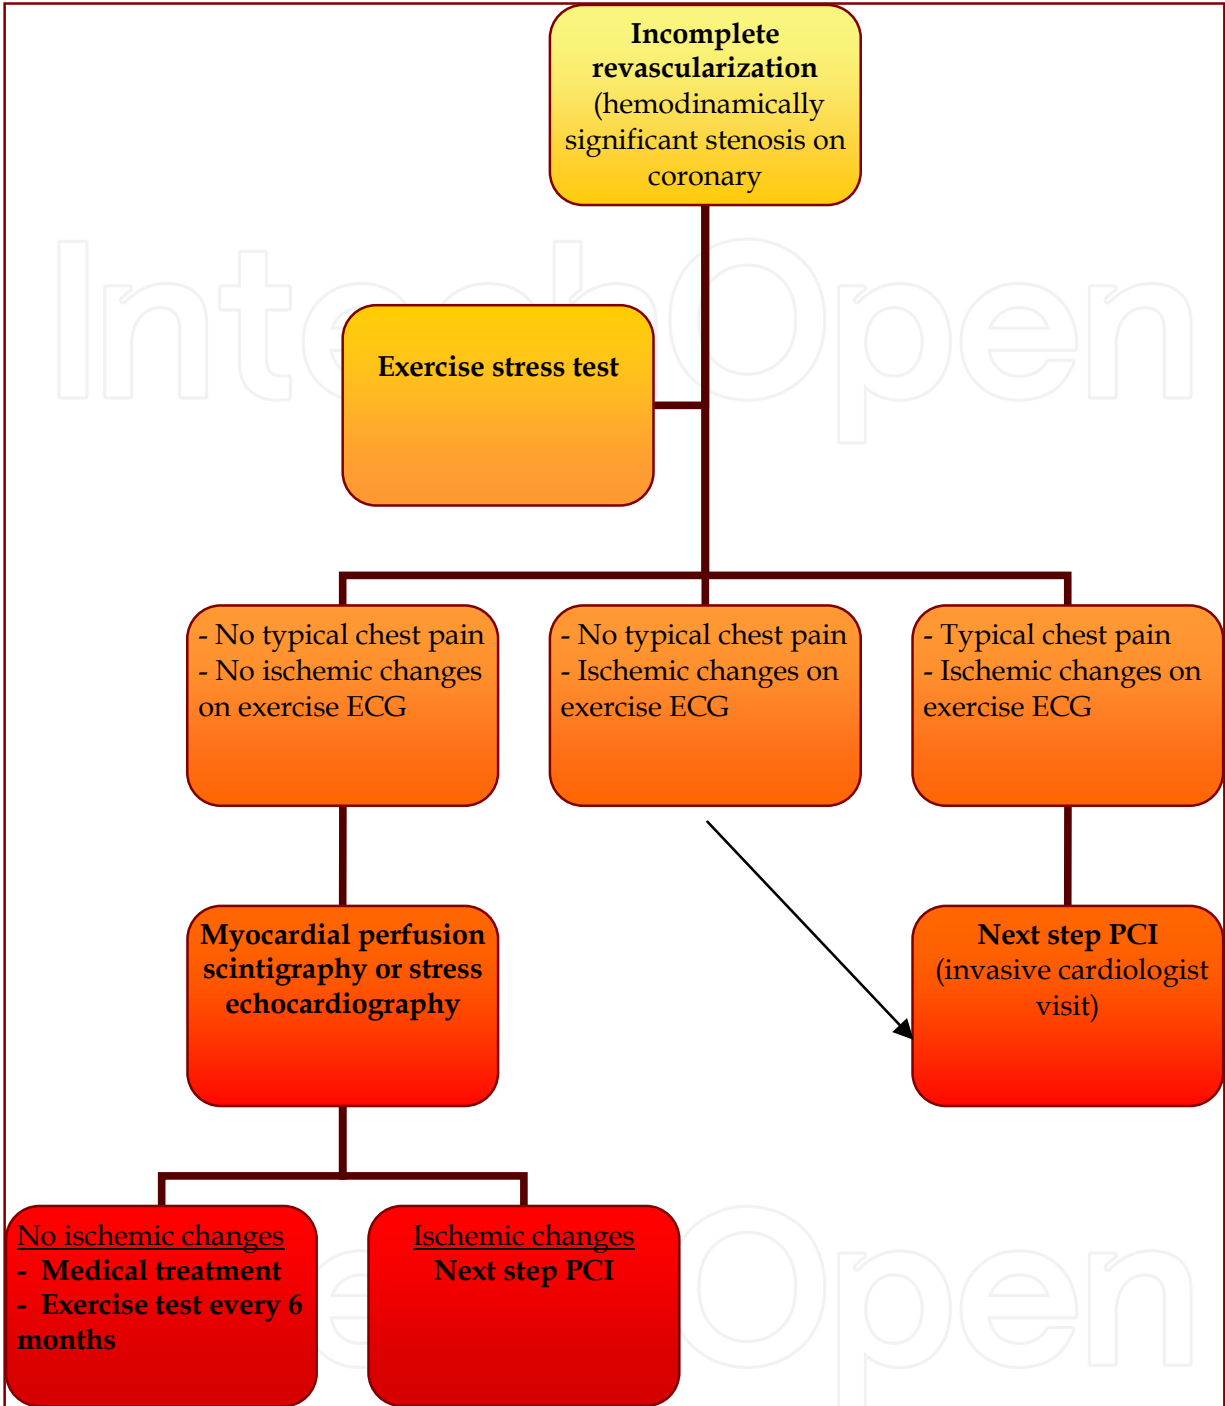 Incomplete
revascularization
(hemodinamically
significant stenosis on
coronary
IntechOpen
Exercise stress test
- No typical chest pain
- No ischemic changes
on exercise ECG
- No typical chest pain
- Ischemic changes on
exercise ECG
- Typical chest pain
- Ischemic changes on
exercise ECG
Myocardial perfusion
scintigraphy or stress
echocardiography
Next step PCI
(invasive cardiologist
visit)
No ischemic changes
- Medical treatment
- Exercise test every 6
months
Ischemic changes
Next step PCI
IntechOpen